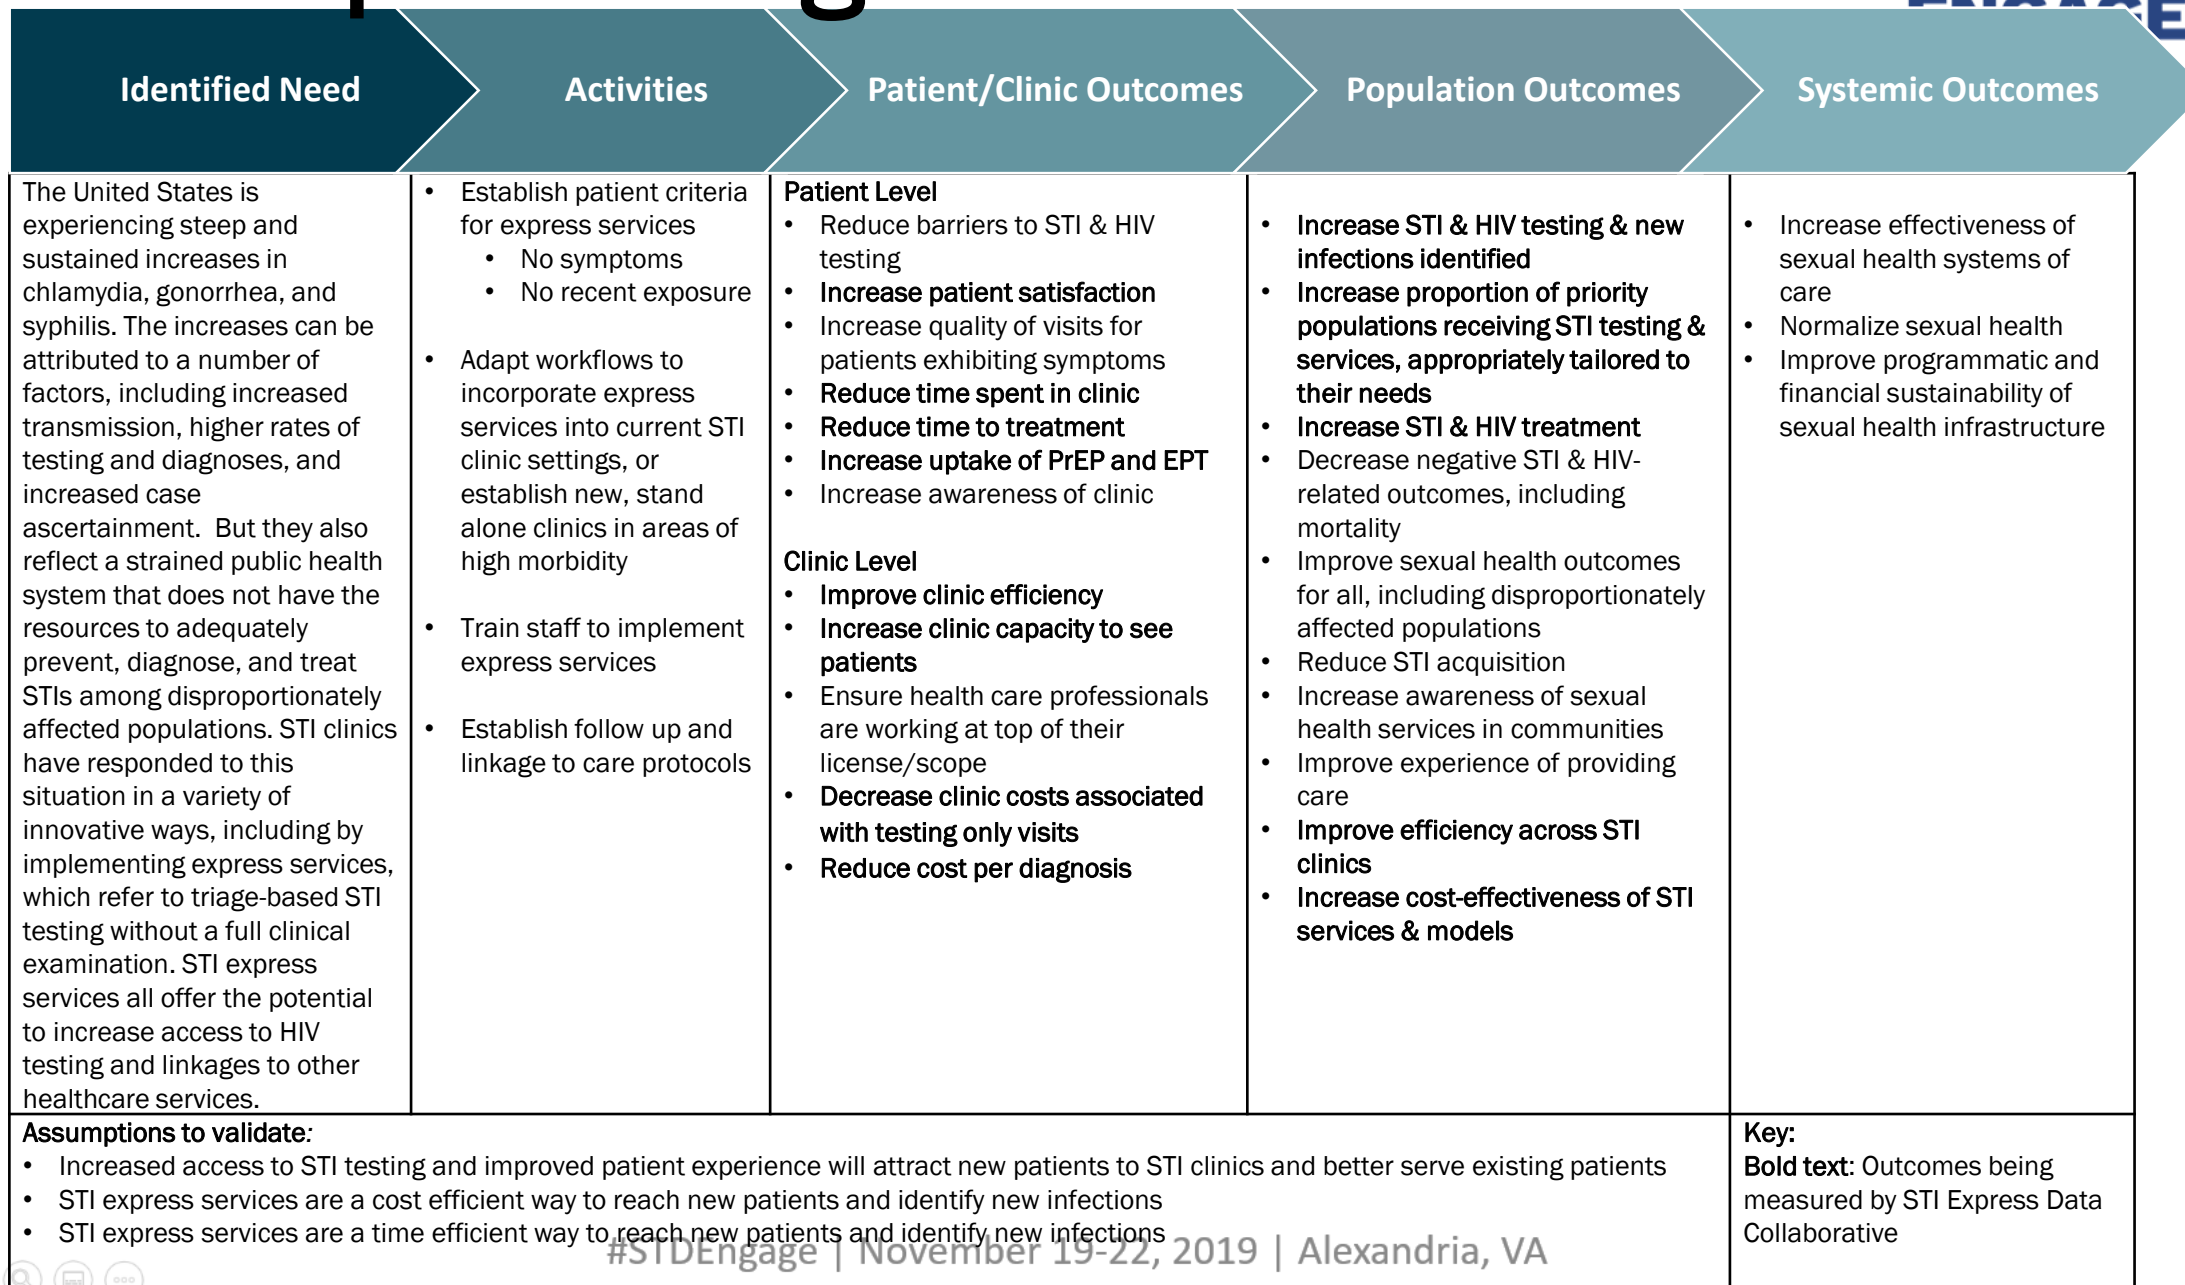 ENGAGE
Identified Need
Activities
Patient/Clinic Outcomes
Population Outcomes
Systemic Outcomes
The United States is
experiencing steep and
sustained increases in
chlamydia, gonorrhea, and
syphilis. The increases can be
attributed to a number of
factors, including increased
transmission, higher rates of
testing and diagnoses, and
increased case
ascertainment.  But they also
reflect a strained public health
system that does not have the
resources to adequately
prevent, diagnose, and treat
STIs among disproportionately
affected populations. STI clinics
have responded to this
situation in a variety of
innovative ways, including by
implementing express services,
which refer to triage-based STI
testing without a full clinical
examination. STI express
services all offer the potential
to increase access to HIV
testing and linkages to other
healthcare services.
• Establish patient criteria
for express services
• No symptoms
• No recent exposure
• Adapt workflows to
incorporate express
services into current STI
clinic settings, or
establish new, stand
alone clinics in areas of
high morbidity
• Train staff to implement
express services
• Establish follow up and
linkage to care protocols
Patient Level
• Reduce barriers to STI & HIV
testing
• Increase patient satisfaction
• Increase quality of visits for
patients exhibiting symptoms
• Reduce time spent in clinic
• Reduce time to treatment
• Increase uptake of PrEP and EPT
• Increase awareness of clinic
Clinic Level
• Improve clinic efficiency
• Increase clinic capacity to see
patients
• Ensure health care professionals
are working at top of their
license/scope
• Decrease clinic costs associated
with testing only visits
• Reduce cost per diagnosis
• Increase STI & HIV testing & new
infections identified
• Increase proportion of priority
populations receiving STI testing &
services, appropriately tailored to
their needs
• Increase STI & HIV treatment
• Decrease negative STI & HIV-
related outcomes, including
mortality
• Improve sexual health outcomes
for all, including disproportionately
affected populations
• Reduce STI acquisition
• Increase awareness of sexual
health services in communities
• Improve experience of providing
care
• Improve efficiency across STI
clinics
• Increase cost-effectiveness of STI
services & models
• Increase effectiveness of
sexual health systems of
care
• Normalize sexual health
• Improve programmatic and
financial sustainability of
sexual health infrastructure
Assumptions to validate:
• Increased access to STI testing and improved patient experience will attract new patients to STI clinics and better serve existing patients
• STI express services are a cost efficient way to reach new patients and identify new infections
• STI express services are a time efficient way to reach new patients and identify new infections
Key:
Bold text: Outcomes being
measured by STI Express Data
Collaborative
#STDEngage | November 19-22, 2019 | Alexandria, VA